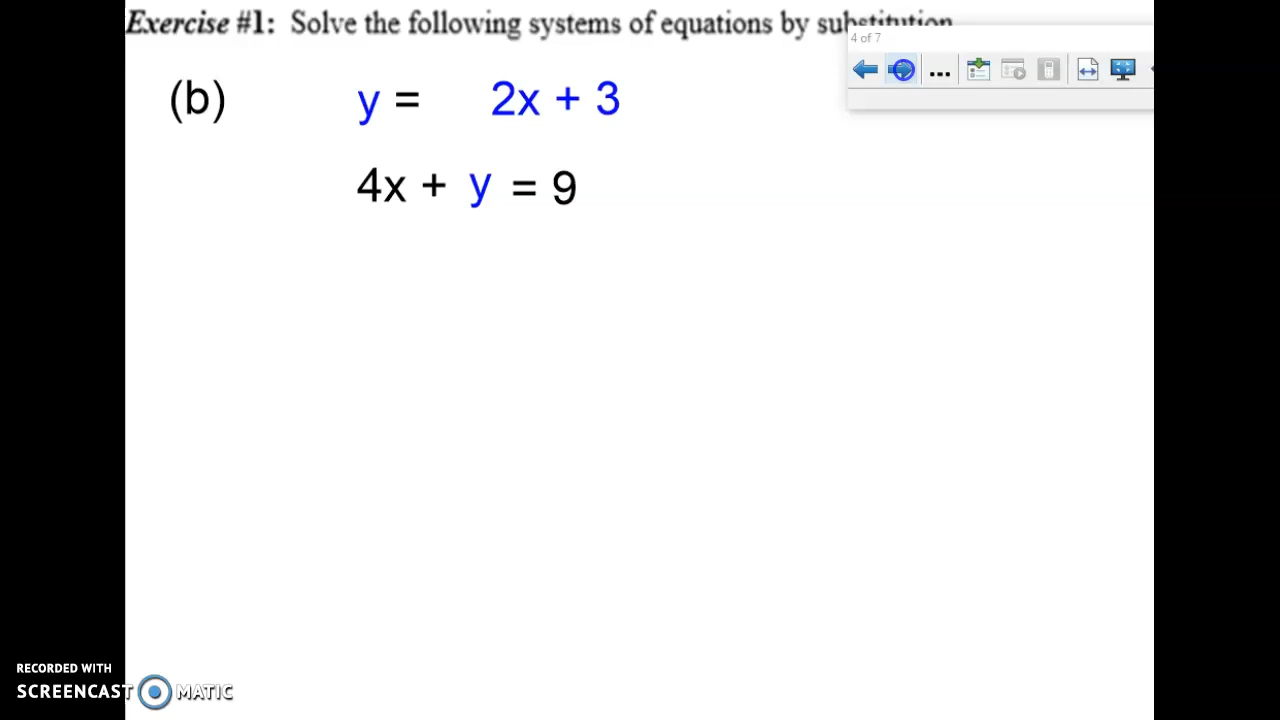 Exercise #1: Solve the following systems of equations by substitution
4 of 7
(b) y = 2x + 3
4x + y = 9
RECORDED WITH
SCREENCAST MATIC